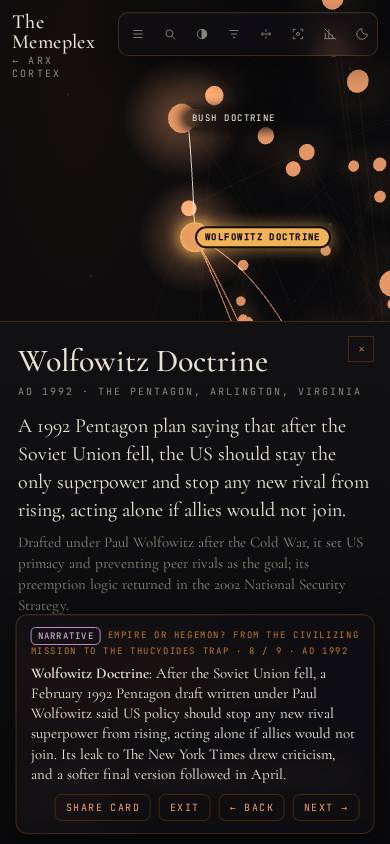 The
Memeplex
← ARX
CORTEX
BUSH DOCTRINE
WOLFOWITZ DOCTRINE
Wolfowitz Doctrine
×
AD 1992 · THE PENTAGON, ARLINGTON, VIRGINIA
A 1992 Pentagon plan saying that after the
Soviet Union fell, the US should stay the
only superpower and stop any new rival from
rising, acting alone if allies would not join.
Drafted under Paul Wolfowitz after the Cold War, it set US
primacy and preventing peer rivals as the goal; its
preemption logic returned in the 2002 National Security
Strategy.
NARRATIVE EMPIRE OR HEGEMON? FROM THE CIVILIZING
MISSION TO THE THUCYDIDES TRAP · 8 / 9 · AD 1992
Wolfowitz Doctrine: After the Soviet Union fell, a
February 1992 Pentagon draft written under Paul
Wolfowitz said US policy should stop any new rival
superpower from rising, acting alone if allies would not
join. Its leak to The New York Times drew criticism,
and a softer final version followed in April.
SHARE CARD EXIT ← BACK NEXT →